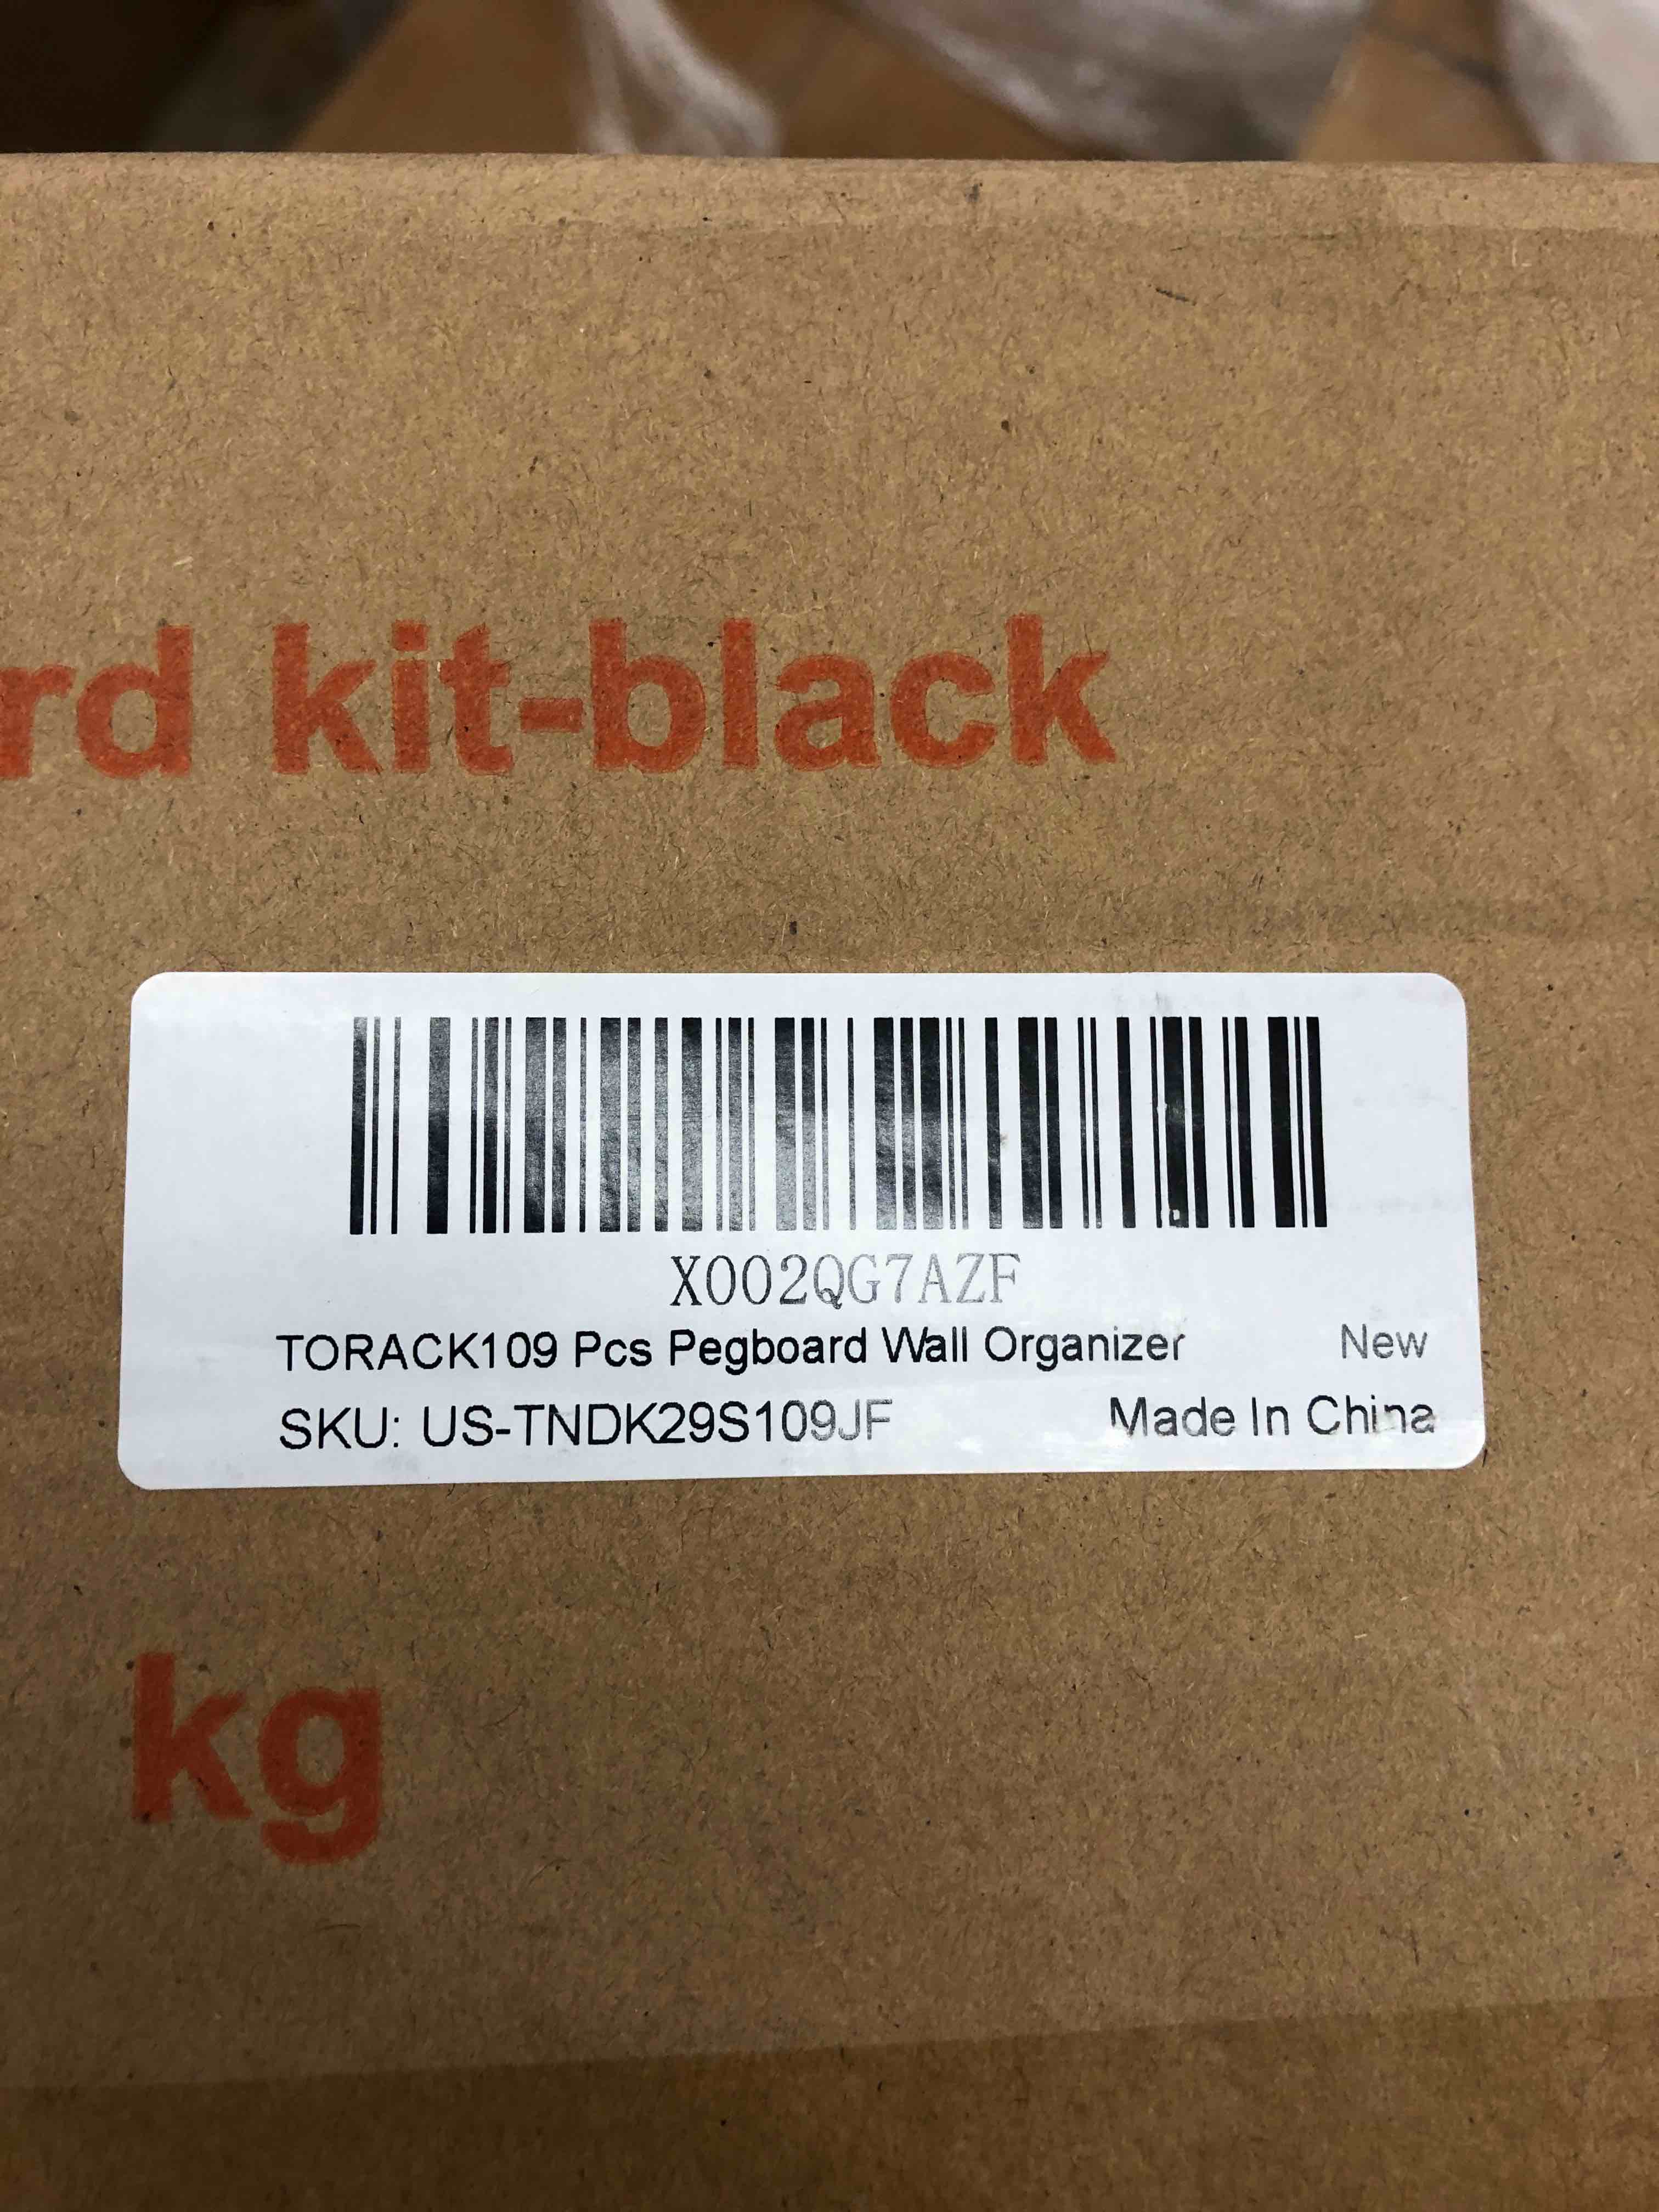 rd kit-black
X002QG7AZF
TORACK109 Pcs Pegboard Wall Organizer New
SKU: US-TNDK29S109JF Made In China
kg